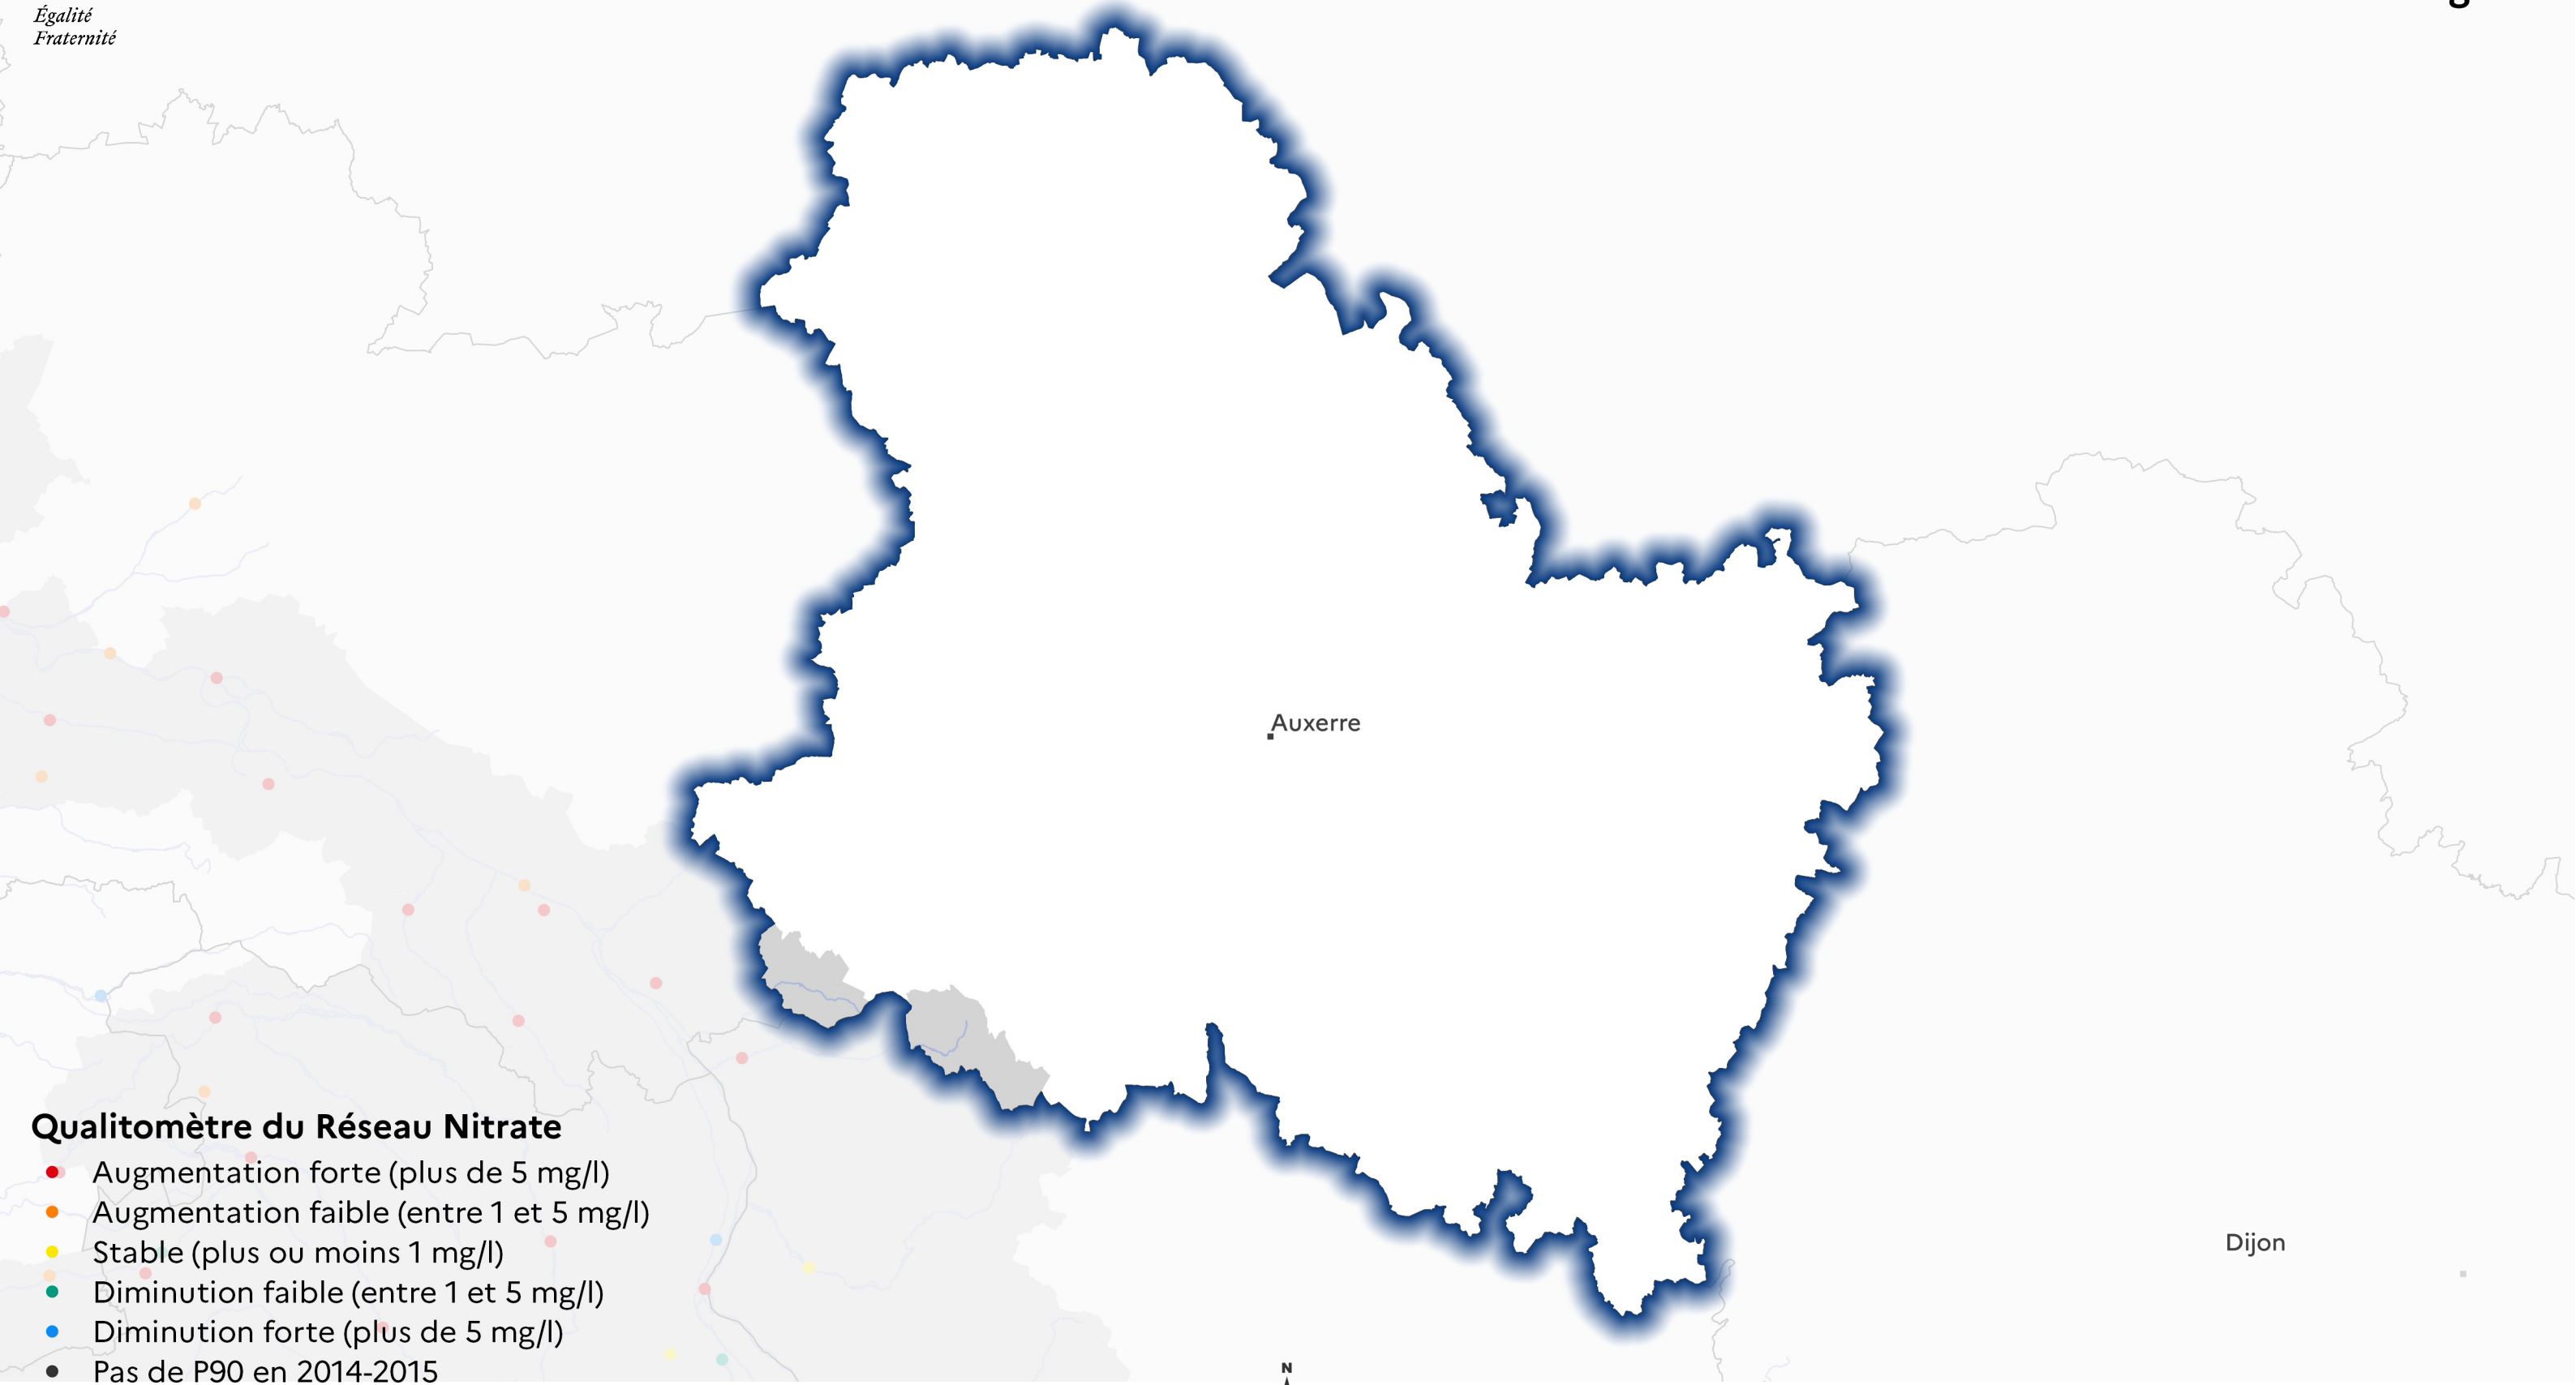 Égalité
Fraternité
Auxerre
Dijon
Qualitomètre du Réseau Nitrate
Augmentation forte (plus de 5 mg/l)
Augmentation faible (entre 1 et 5 mg/l)
Stable (plus ou moins 1 mg/l)
Diminution faible (entre 1 et 5 mg/l)
Diminution forte (plus de 5 mg/l)
Pas de P90 en 2014-2015
N